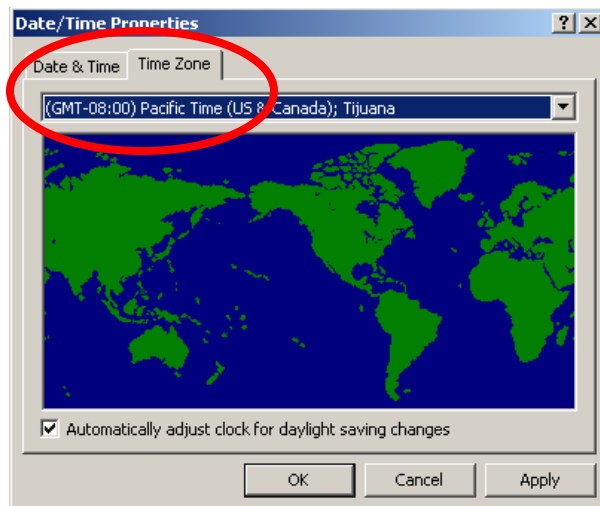 Date/Time Properties
Date & Time Time Zone
(GMT-08:00) Pacific Time (US & Canada); Tijuana
Automatically adjust clock for daylight saving changes
OK Cancel Apply